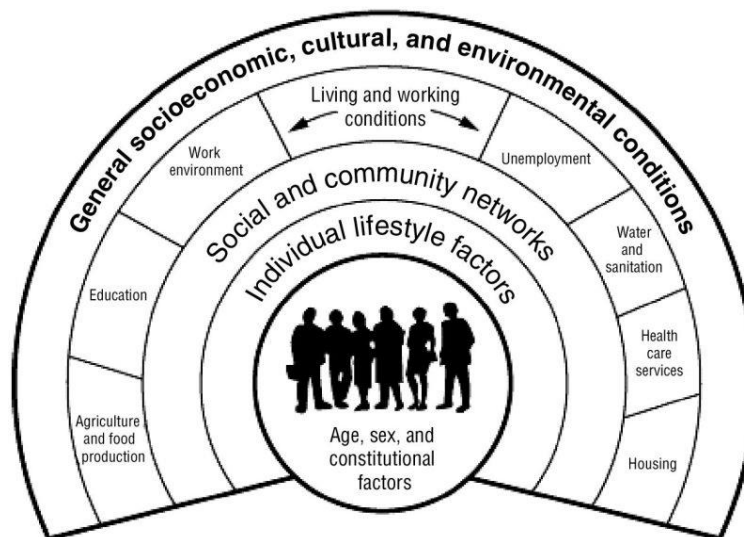 General socioeconomic, cultural, and environmental conditions
Living and working
conditions
Work
environment
Unemployment
Social and community networks
Water
and
sanitation
Individual lifestyle factors
Education
Health
care
services
Agriculture
and food
production
Age, sex, and
constitutional
factors
Housing